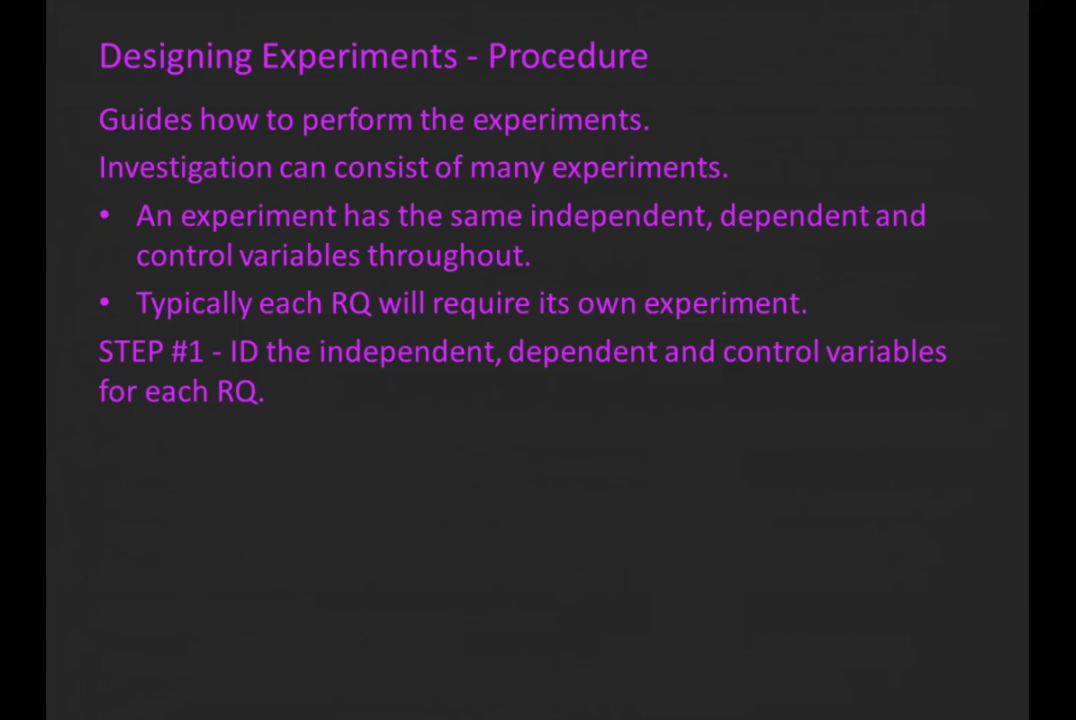 Designing Experiments - Procedure
Guides how to perform the experiments.
Investigation can consist of many experiments.
• An experiment has the same independent, dependent and
control variables throughout.
• Typically each RQ will require its own experiment.
STEP #1 - ID the independent, dependent and control variables
for each RQ.